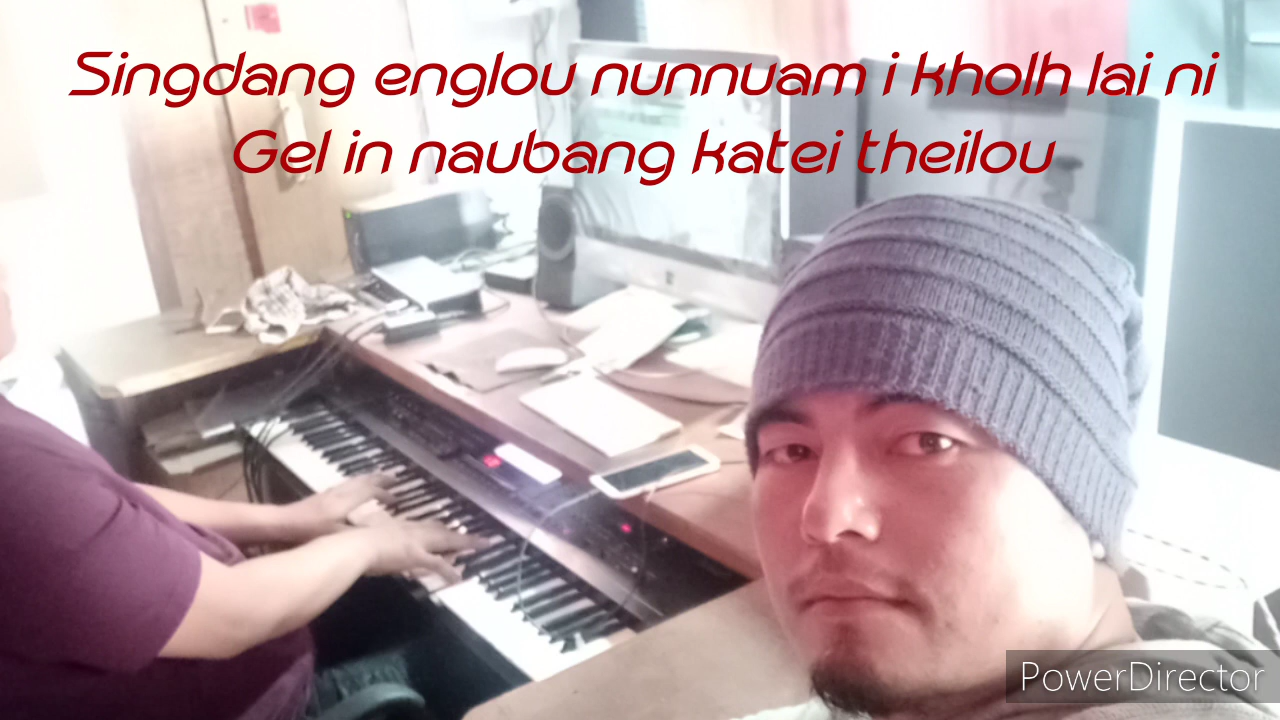 Singdang englou nunnuam i kholh lai ni
Gel in naubang katei theilou
PowerDirector